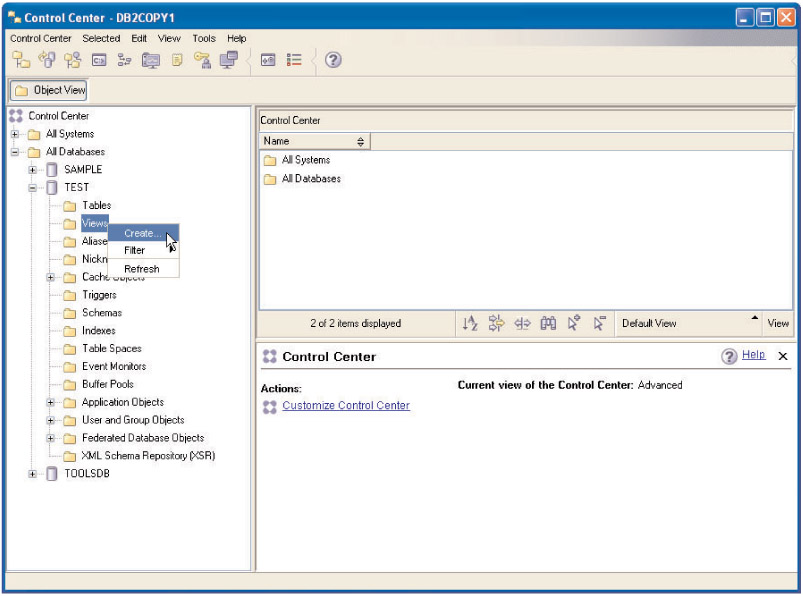 Control Center - DB2COPY1
Control Center Selected Edit View Tools Help
Object View
Control Center
All Systems
All Databases
SAMPLE
TEST
Tables
Views
Aliase
Nickn
Cache Objects
Triggers
Schemas
Indexes
Table Spaces
Event Monitors
Buffer Pools
Application Objects
User and Group Objects
Federated Database Objects
XML Schema Repository (XSR)
TOOLSDB
Create...
Filter
Refresh
Control Center
Name
All Systems
All Databases
2 of 2 items displayed
Default View
View
Control Center
Help
Actions:
Customize Control Center
Current view of the Control Center: Advanced